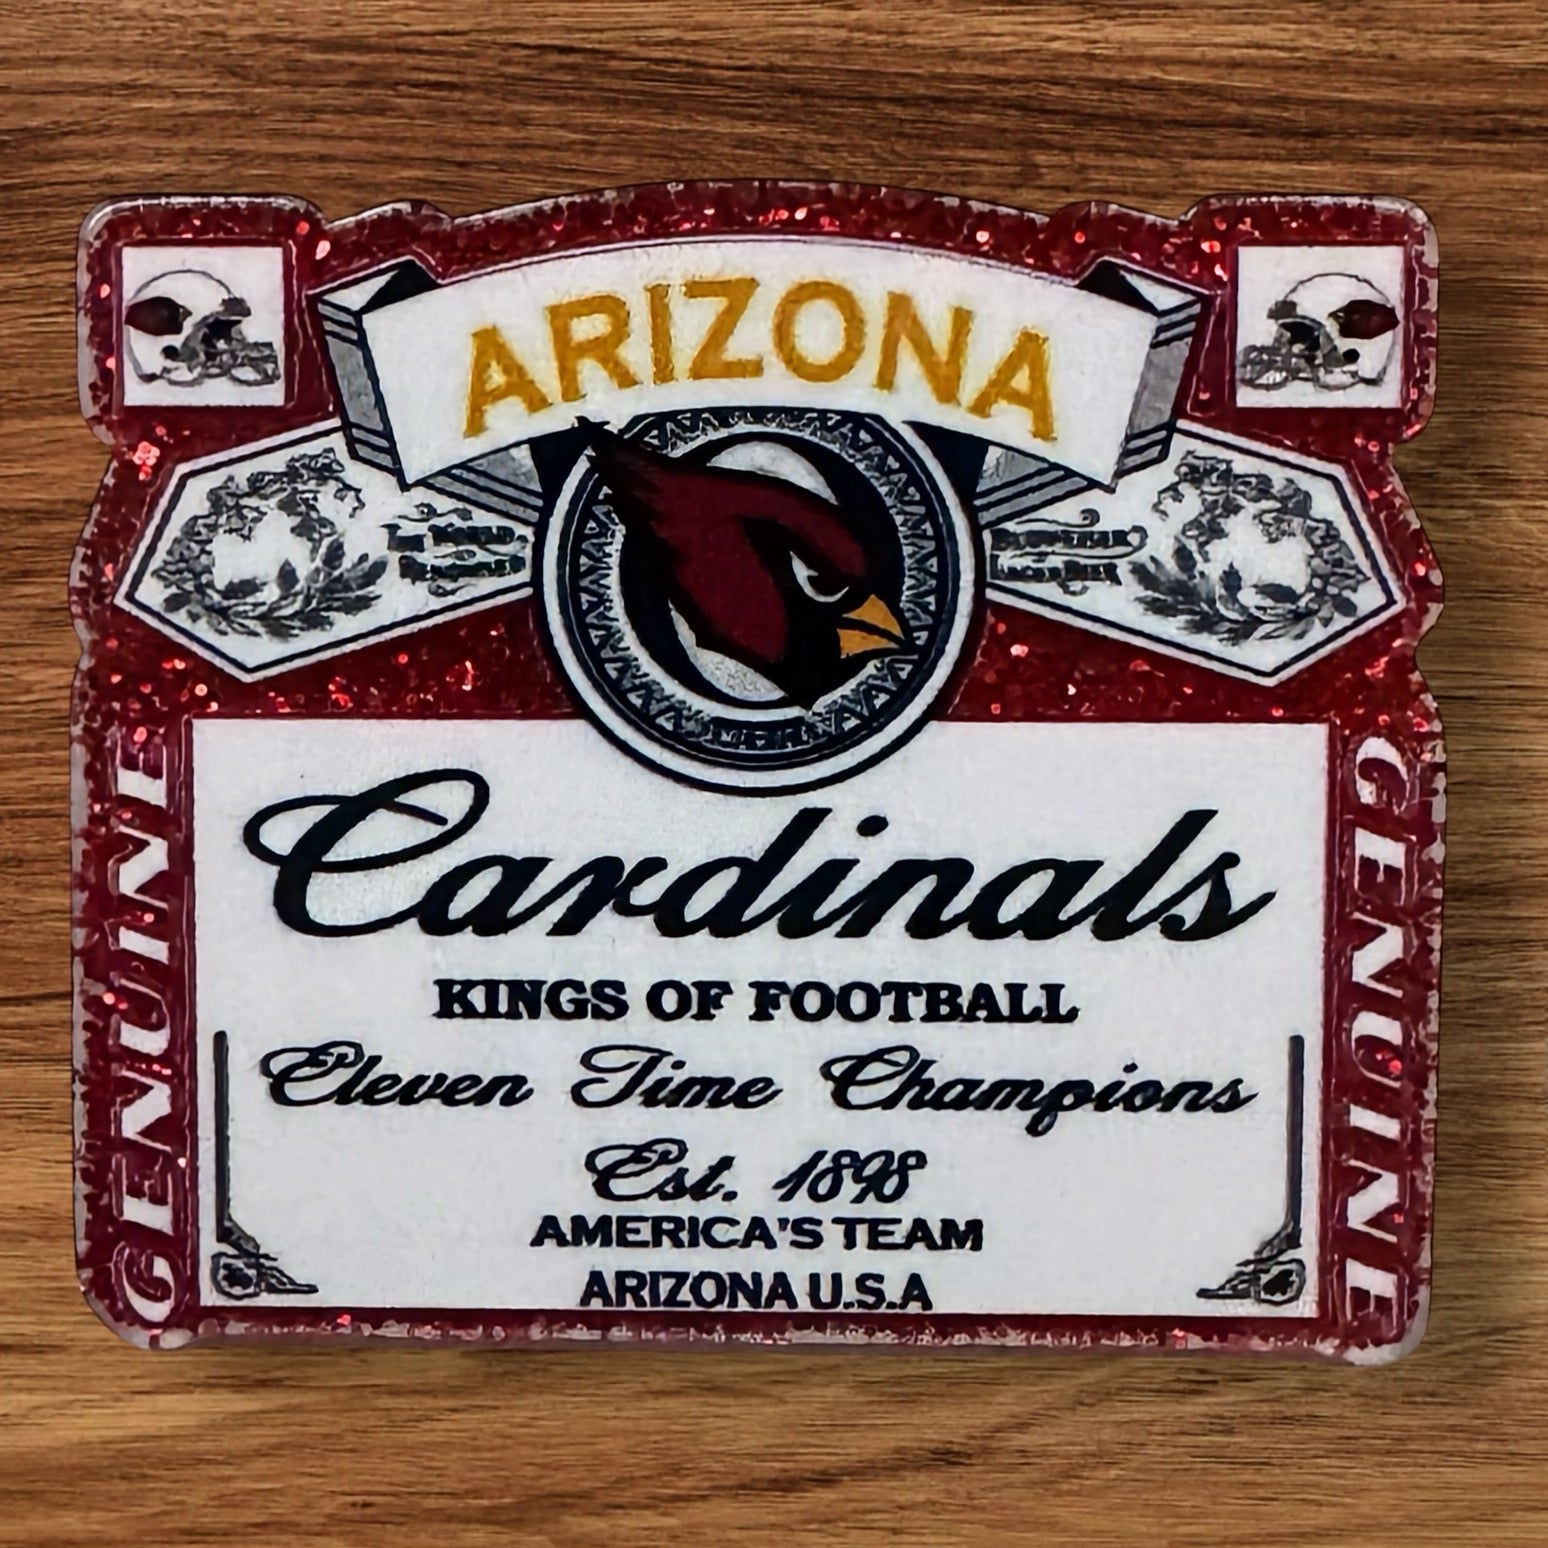 ARIZONA
Cardinals
KINGS OF FOOTBALL
Eleven Time Champions
Est. 1898
AMERICA'S TEAM
ARIZONA U.S.A
GENUINE
GENUINE